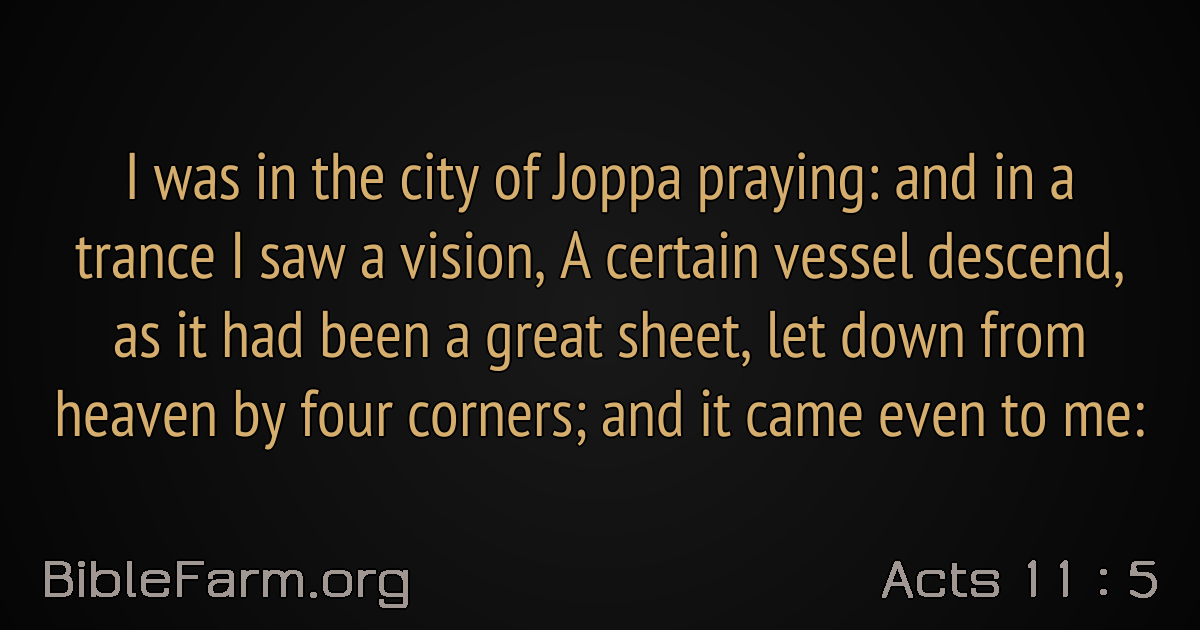 I was in the city of Joppa praying: and in a
trance I saw a vision, A certain vessel descend,
as it had been a great sheet, let down from
heaven by four corners; and it came even to me:
BibleFarm.org
Acts 11 : 5